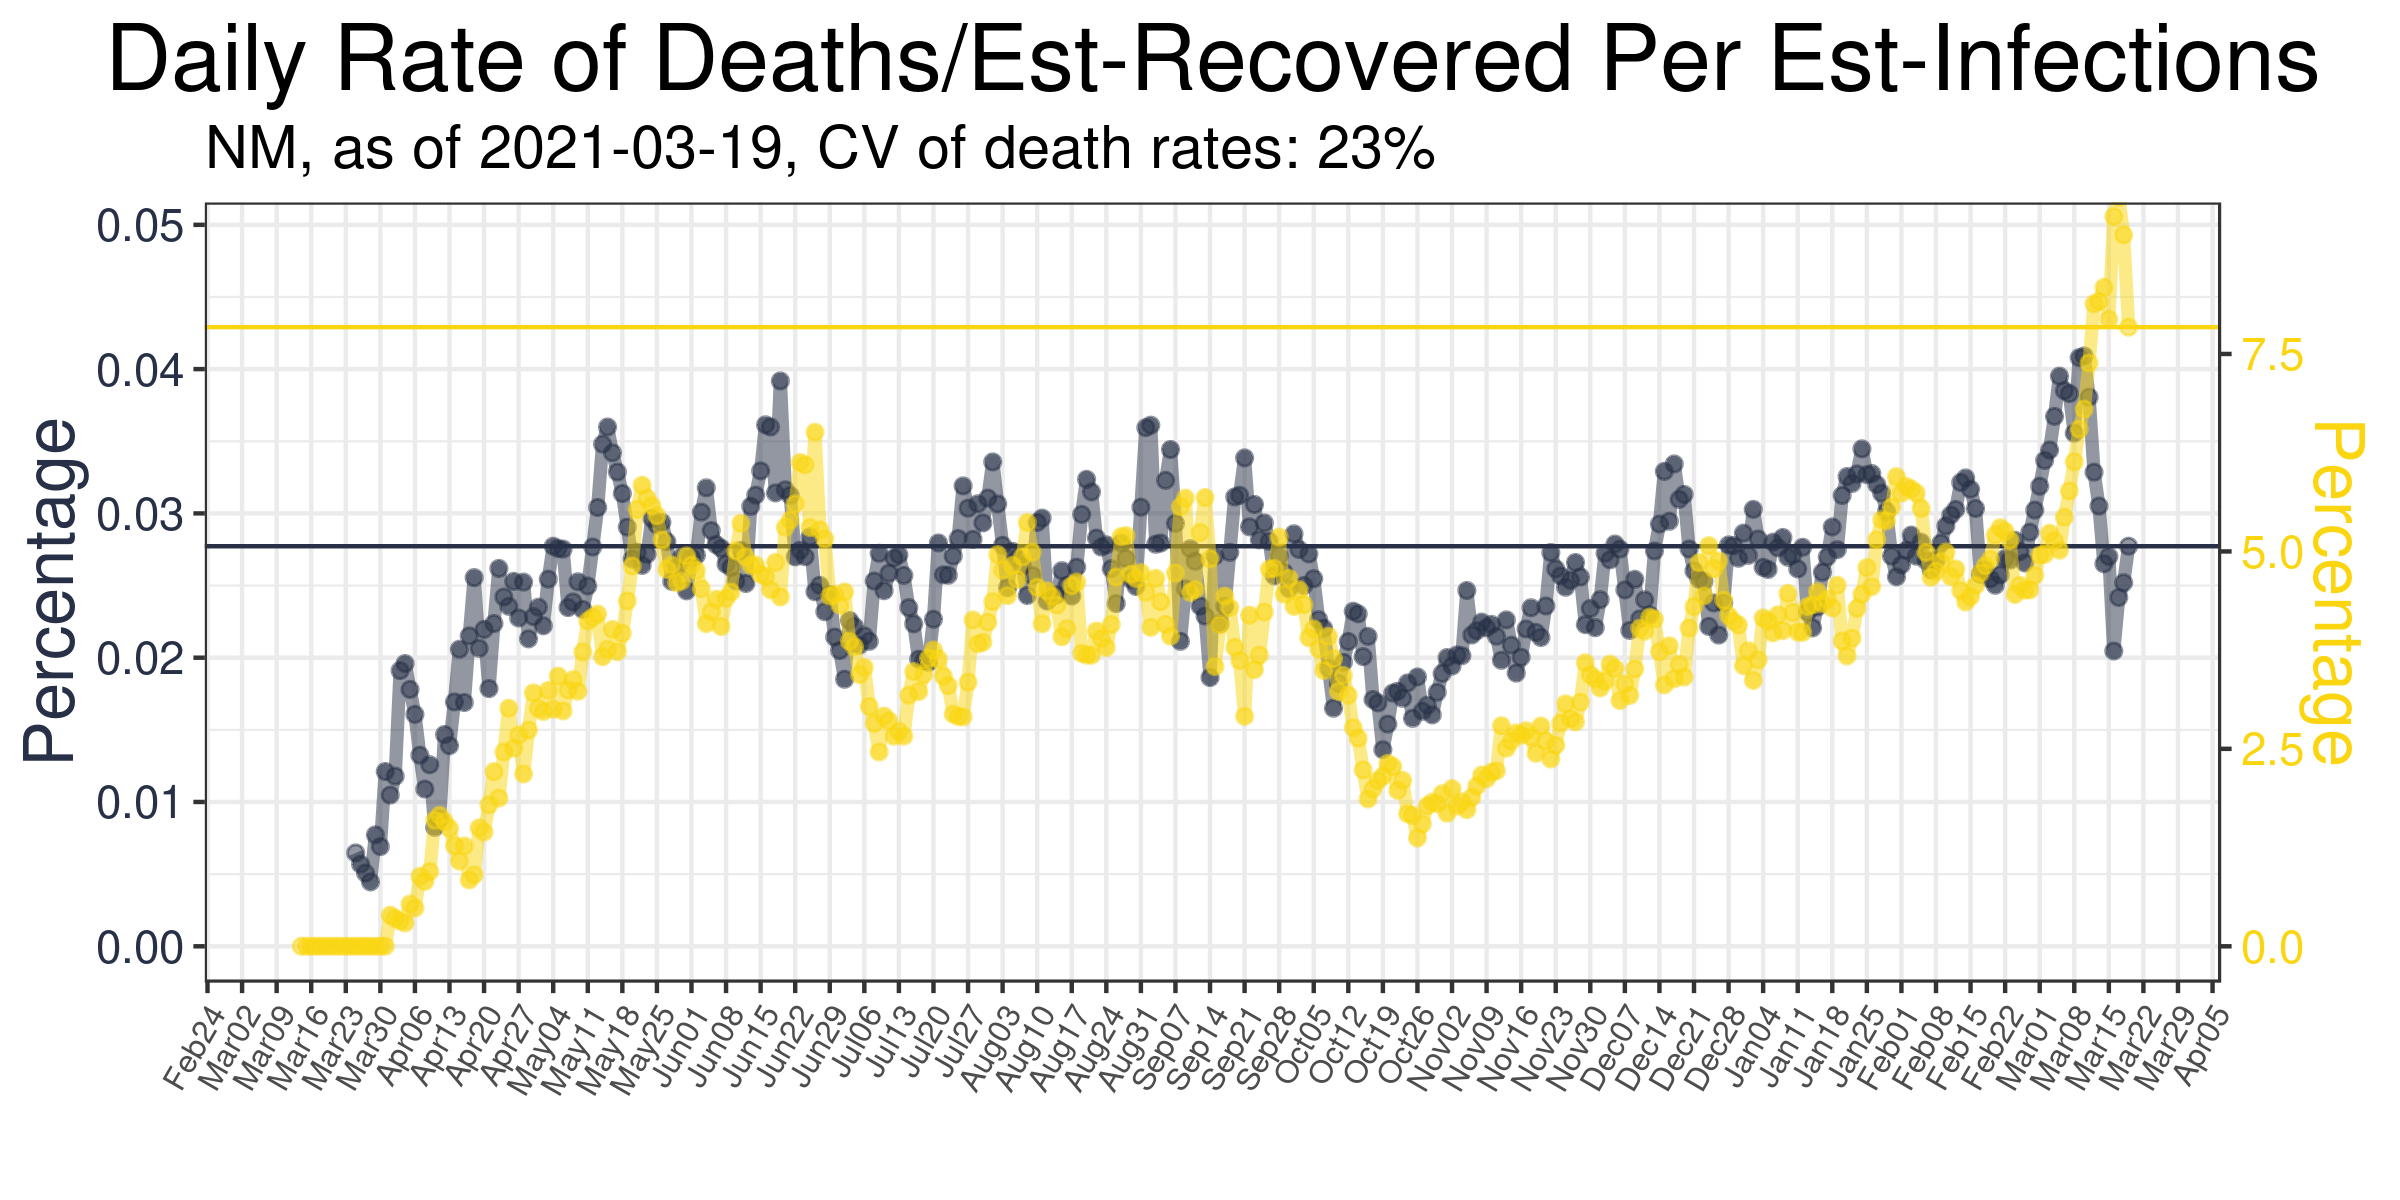 Daily Rate of Deaths/Est-Recovered Per Est-Infections
NM, as of 2021-03-19, CV of death rates: 23%
Percentage
0.05
0.04
0.03
0.02
0.01
0.00
7.5
5.0
2.5
0.0
Percentage
Feb24
Mar02
Mar09
Mar16
Mar23
Mar30
Apr06
Apr13
Apr20
Apr27
May04
May11
May18
May25
Jun01
Jun08
Jun15
Jun22
Jun29
Jul06
Jul13
Jul20
Jul27
Aug03
Aug10
Aug17
Aug24
Aug31
Sep07
Sep14
Sep21
Sep28
Oct05
Oct12
Oct19
Oct26
Nov02
Nov09
Nov16
Nov23
Nov30
Dec07
Dec14
Dec21
Dec28
Jan04
Jan11
Jan18
Jan25
Feb01
Feb08
Feb15
Feb22
Mar01
Mar08
Mar15
Mar22
Mar29
Apr05